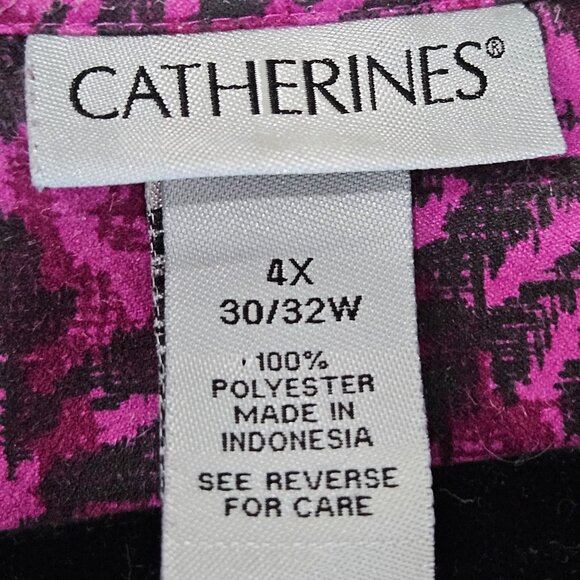 CATHERINES®
4X
30/32W
100%
POLYESTER
MADE IN
INDONESIA
SEE REVERSE
FOR CARE